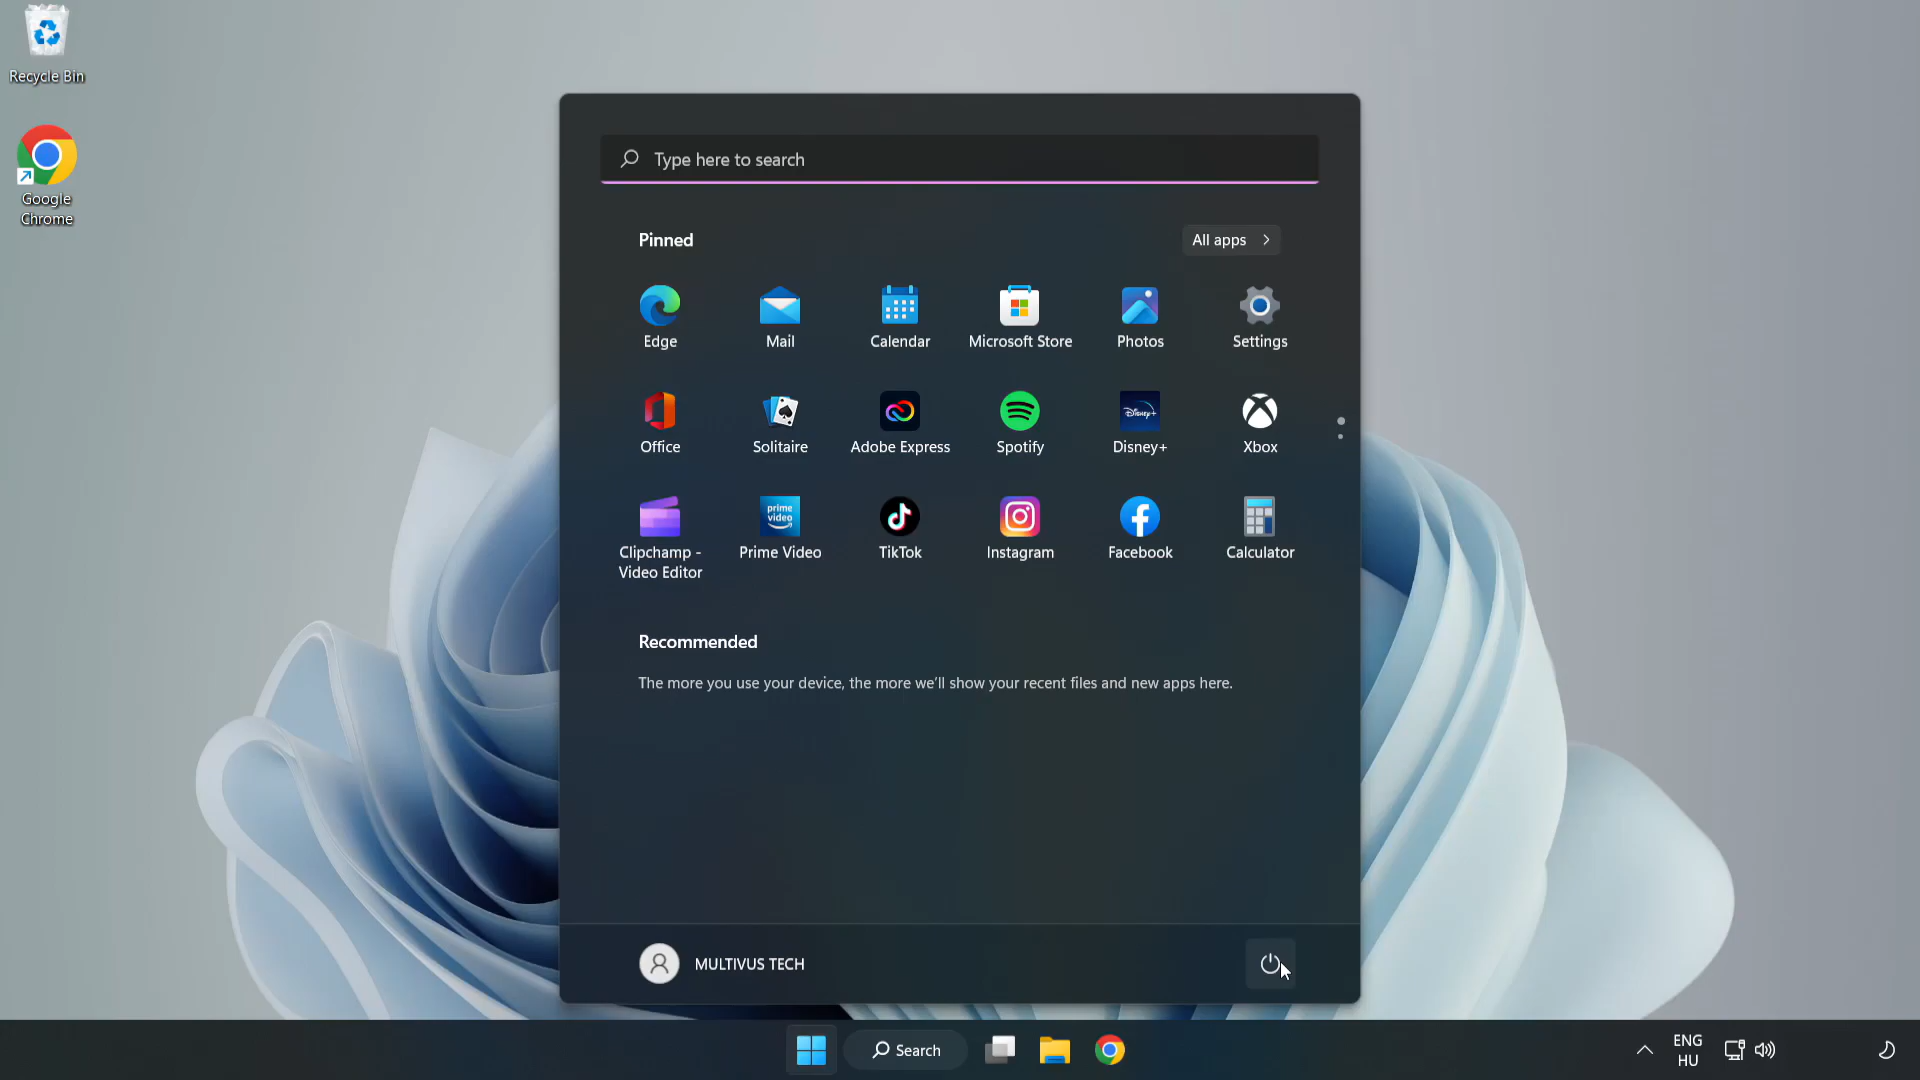 Recycle Bin
Google
Chrome
Type here to search
Pinned
All apps
Edge
Mail
Calendar
Microsoft Store
Photos
Settings
Office
Solitaire
Adobe Express
Spotify
Disney+
Xbox
Clipchamp -
Video Editor
Prime Video
TikTok
Instagram
Facebook
Calculator
prime
video
Disney+
Recommended
The more you use your device, the more we'll show your recent files and new apps here.
MULTIVUS TECH
Search
ENG
HU